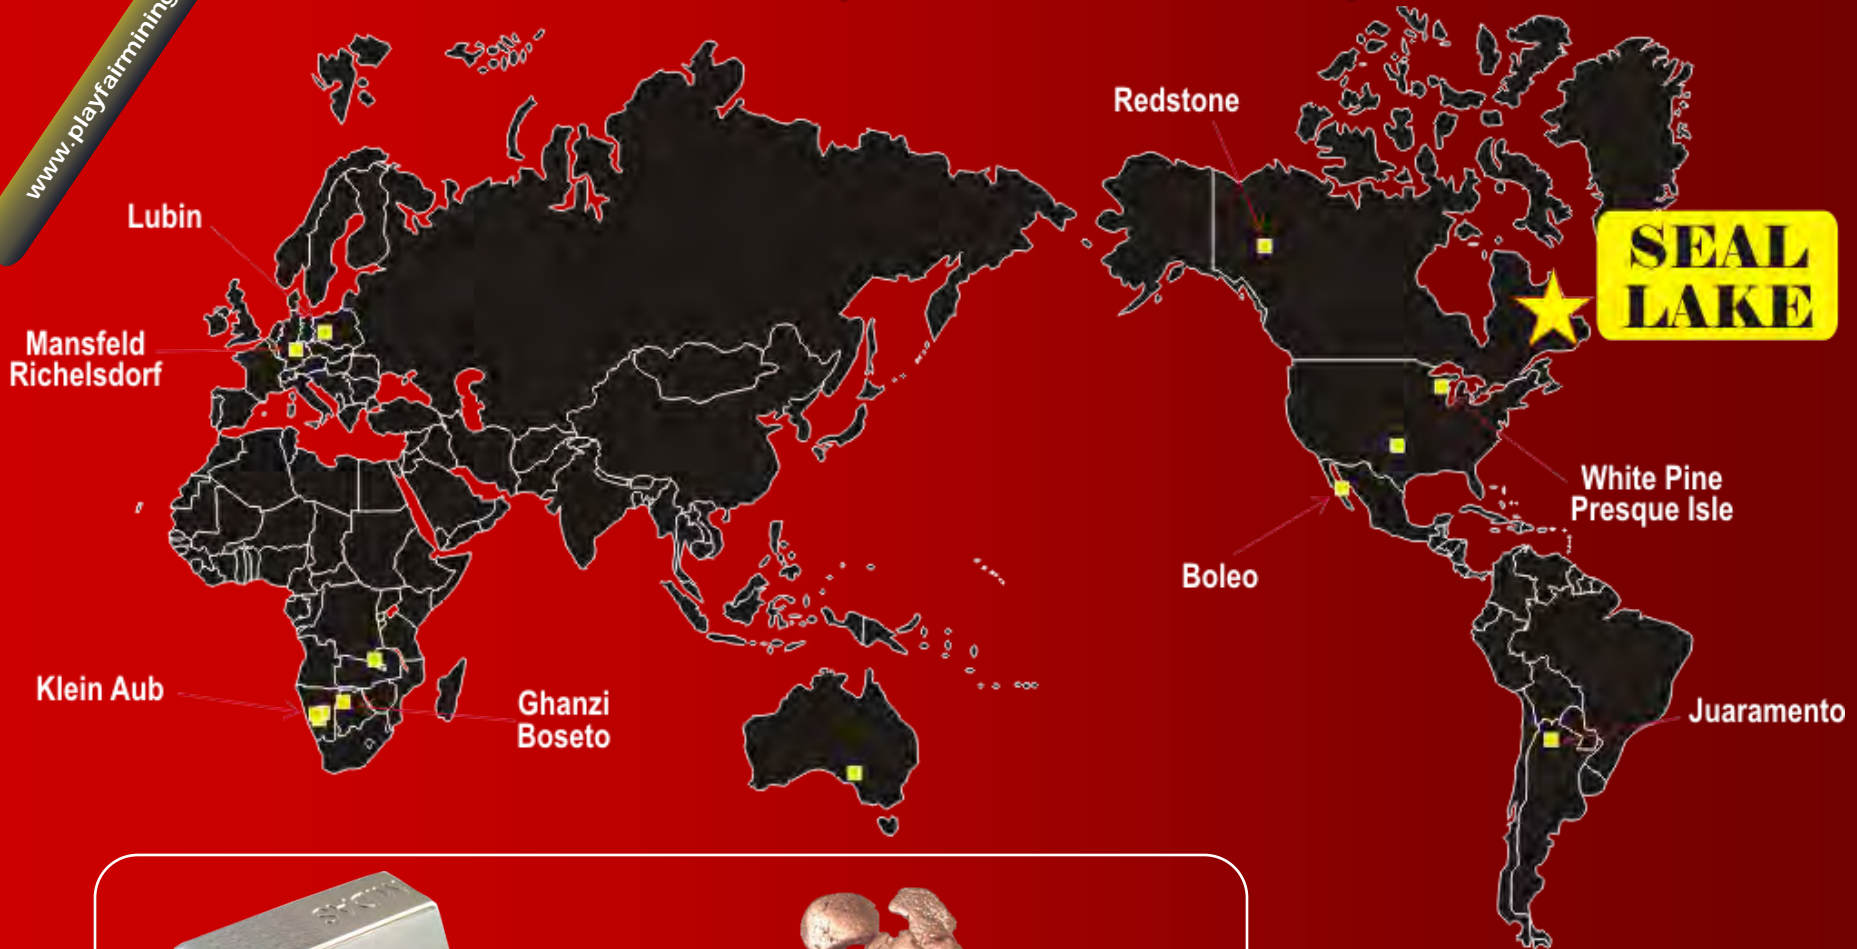 www.playfairmining
Redstone
Lubin
SEAL
LAKE
Mansfeld
Richelsdorf
White Pine
Presque Isle
Boleo
Klein Aub
Ghanzi
Boseto
Juaramento